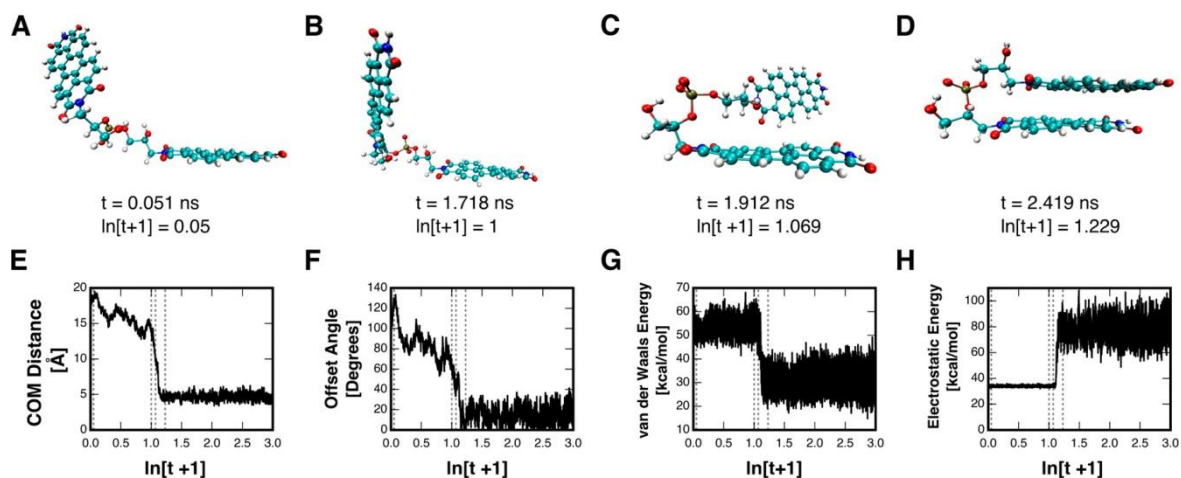 A
B
C
D
t = 0.051 ns
ln[t+1] = 0.05
t = 1.718 ns
ln[t+1] = 1
t = 1.912 ns
ln[t +1] = 1.069
t = 2.419 ns
ln[t+1] = 1.229
E
20
15
10
5
0
0.0 0.5 1.0 1.5 2.0 2.5 3.0
COM Distance
[Å]
ln[t +1]
F
140
120
100
80
60
40
20
0
0.0 0.5 1.0 1.5 2.0 2.5 3.0
Offset Angle
[Degrees]
ln[t +1]
G
70
60
50
40
30
20
10
0.0 0.5 1.0 1.5 2.0 2.5 3.0
van der Waals Energy
[kcal/mol]
ln[t+1]
H
100
80
60
40
20
0
0.0 0.5 1.0 1.5 2.0 2.5 3.0
Electrostatic Energy
[kcal/mol]
ln[t +1]